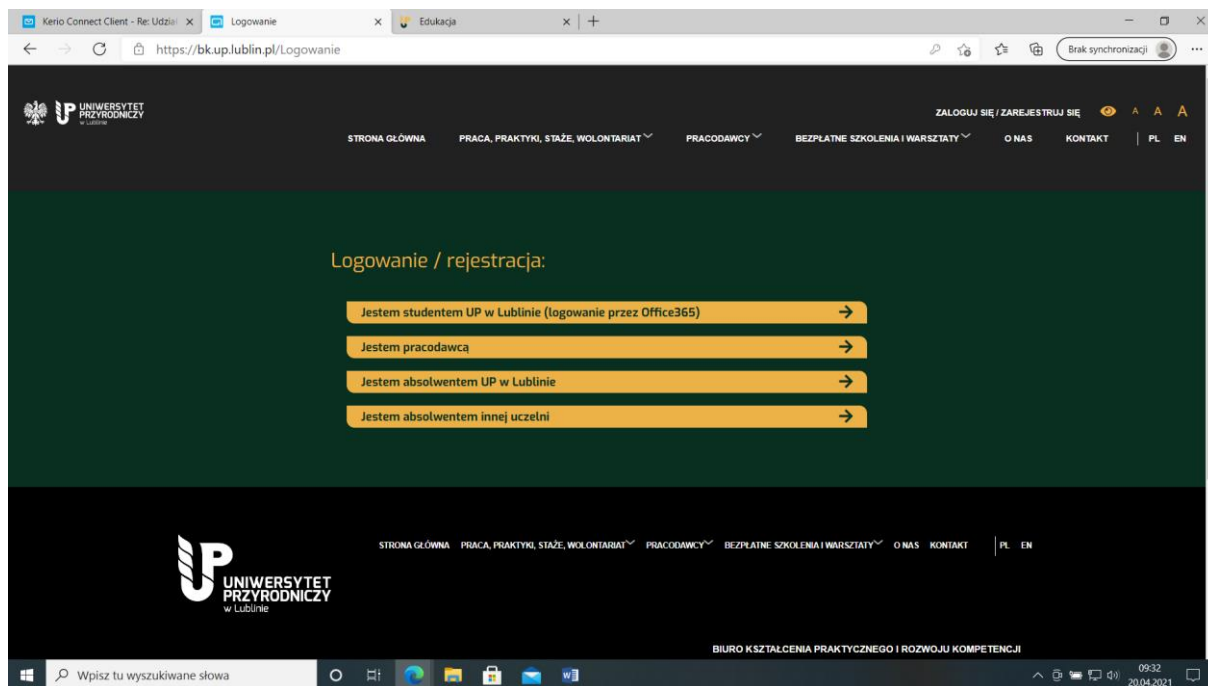 Kerio Connect Client - Re: Udział
Logowanie
Edukacja
https://bk.up.lublin.pl/Logowanie
Brak synchronizacji
UNIWERSYTET
PRZYRODNICZY
w Lublinie
ZALOGUJ SIĘ / ZAREJESTRUJ SIĘ A A A
STRONA GŁÓWNA PRACA, PRAKTYKI, STAŻE, WOLONTARIAT PRACODAWCY BEZPŁATNE SZKOLENIA I WARSZTATY O NAS KONTAKT | PL EN
Logowanie / rejestracja:
Jestem studentem UP w Lublinie (logowanie przez Office365)
Jestem pracodawcą
Jestem absolwentem UP w Lublinie
Jestem absolwentem innej uczelni
STRONA GŁÓWNA PRACA, PRAKTYKI, STAŻE, WOLONTARIAT PRACODAWCY BEZPŁATNE SZKOLENIA I WARSZTATY O NAS KONTAKT | PL EN
UP
UNIWERSYTET
PRZYRODNICZY
w Lublinie
BIURO KSZTAŁCENIA PRAKTYCZNEGO I ROZWOJU KOMPETENCJI
Wpisz tu wyszukiwane słowa
09:32
20.04.2021